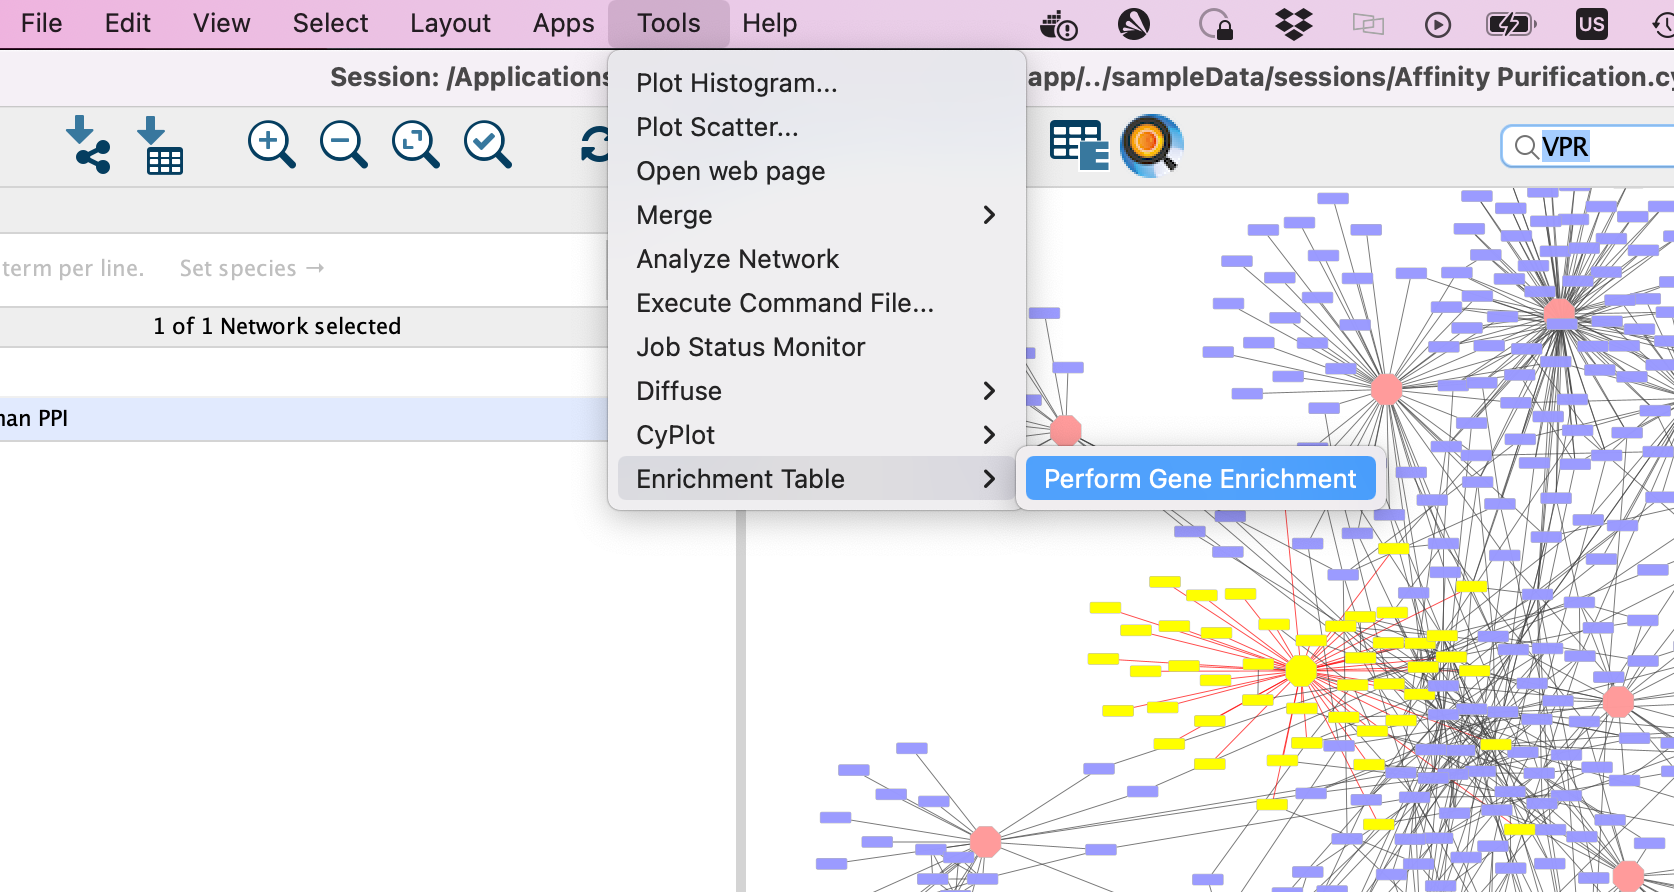 File Edit View Select Layout Apps Tools Help US
Session: /Applications app/../sampleData/sessions/Affinity Purification.cy
Plot Histogram...
Plot Scatter...
Open web page
Merge
Analyze Network
Execute Command File...
Job Status Monitor
Diffuse
CyPlot
Enrichment Table
Perform Gene Enrichment
E
VPR
term per line. Set species →
1 of 1 Network selected
man PPI